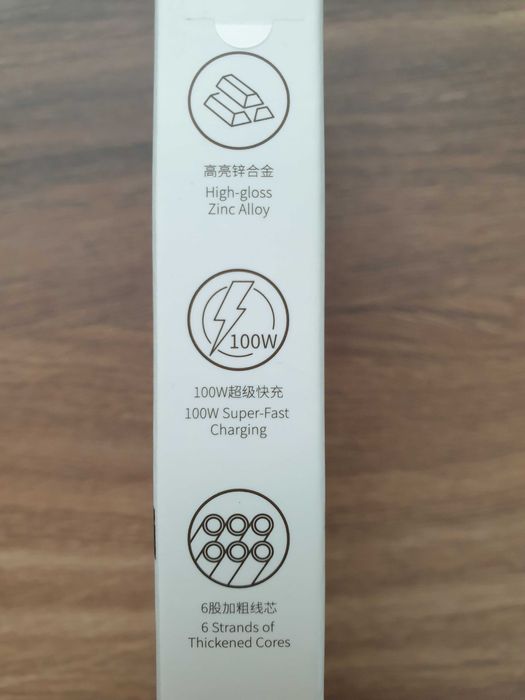 高亮锌合金
High-gloss
Zinc Alloy
100W
100W超级快充
100W Super-Fast
Charging
6股加粗线芯
6 Strands of
Thickened Cores